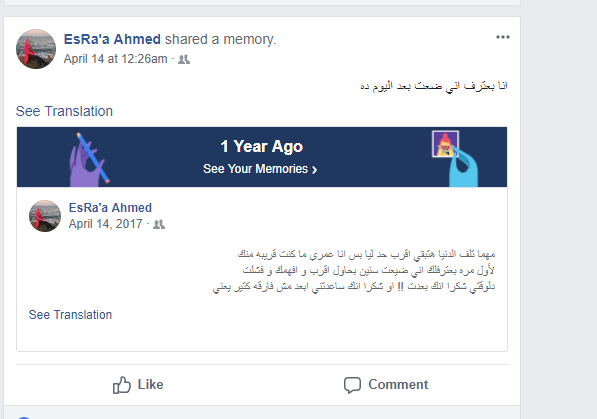 EsRa'a Ahmed shared a memory.
April 14 at 12:26am ·
انا بعترف اني ضعت بعد اليوم ده
See Translation
1 Year Ago
See Your Memories ›
EsRa'a Ahmed
April 14, 2017 ·
مهما تلف الدنيا هتبقي اقرب حد ليا بس انا عمري ما كنت قريبه منك
لأول مره بعترفلك اني ضيعت سنين بحاول اقرب و افهمك و فشلت
دلوقتي شكرا انك بعدت !! او شكرا انك ساعدتني ابعد مش فارقه كتير يعني
See Translation
Like
Comment